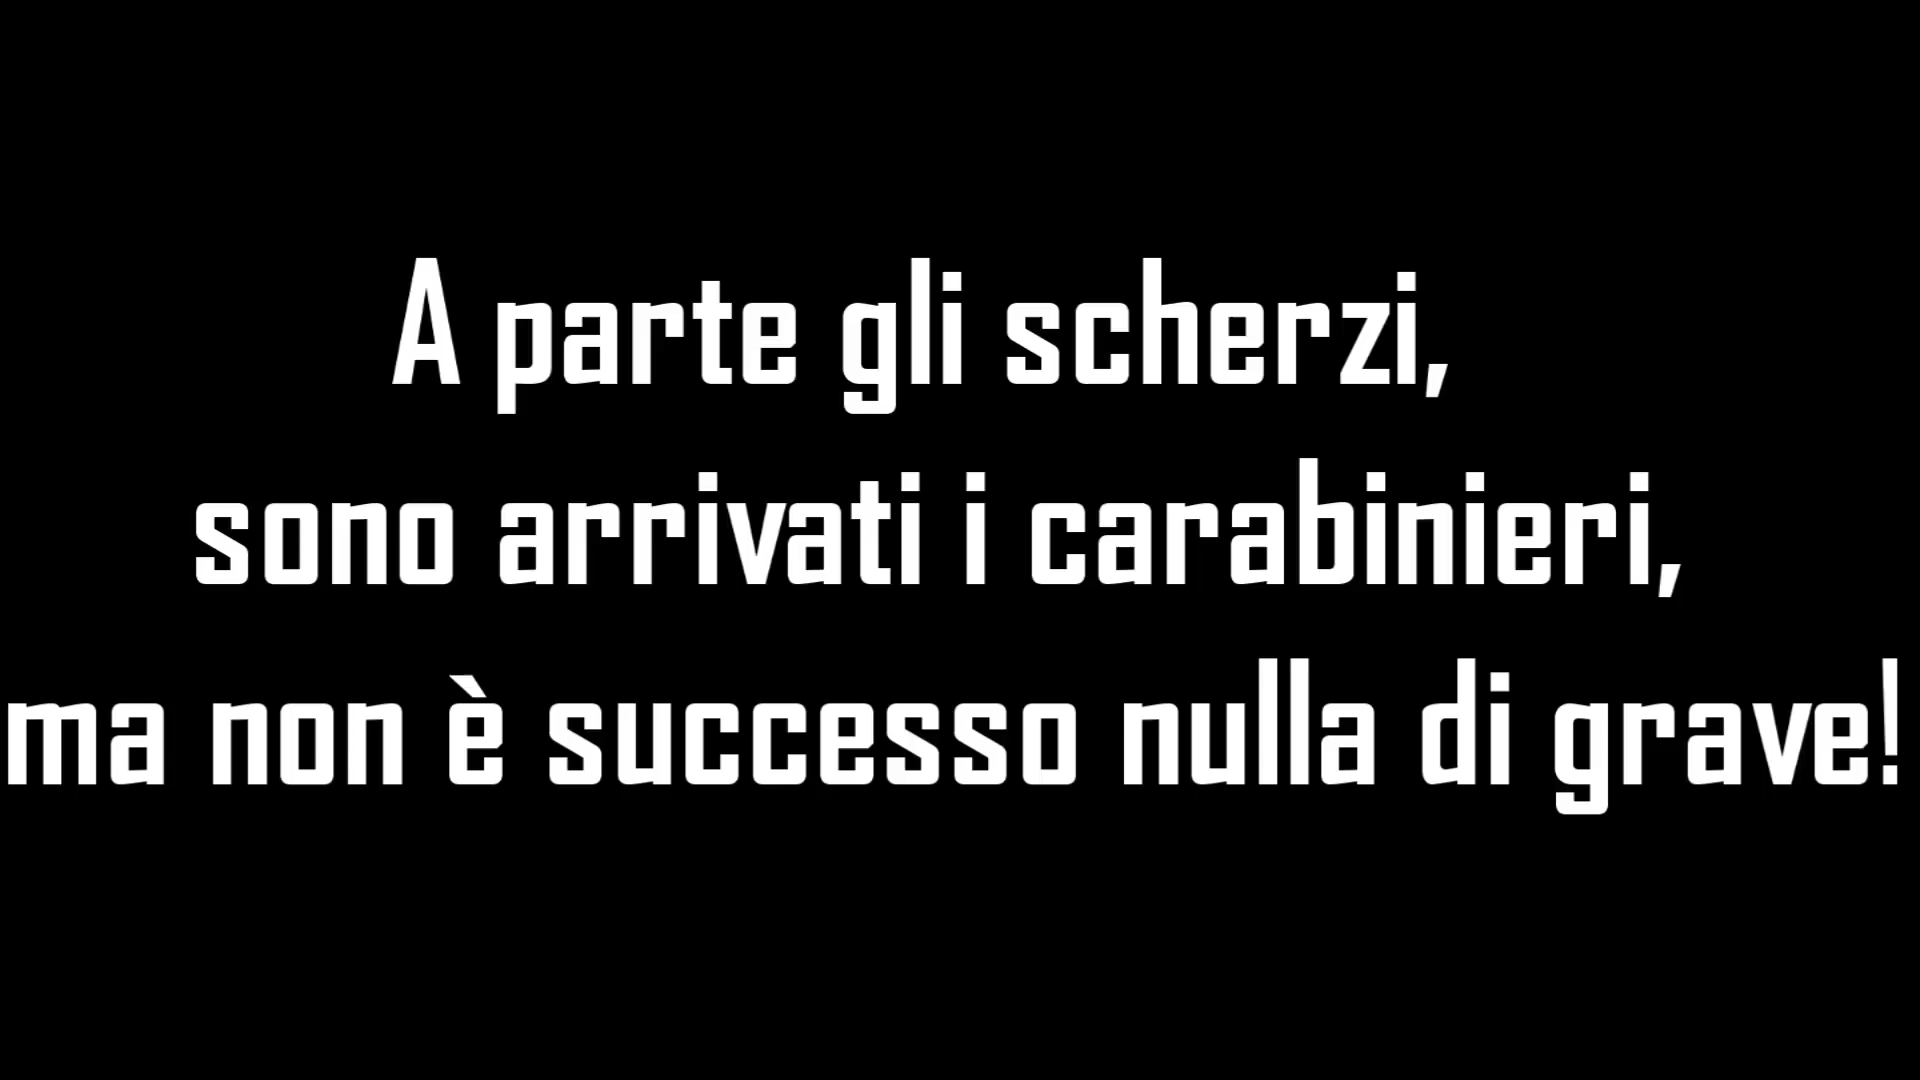 A parte gli scherzi,
sono arrivati i carabinieri,
ma non è successo nulla di grave!